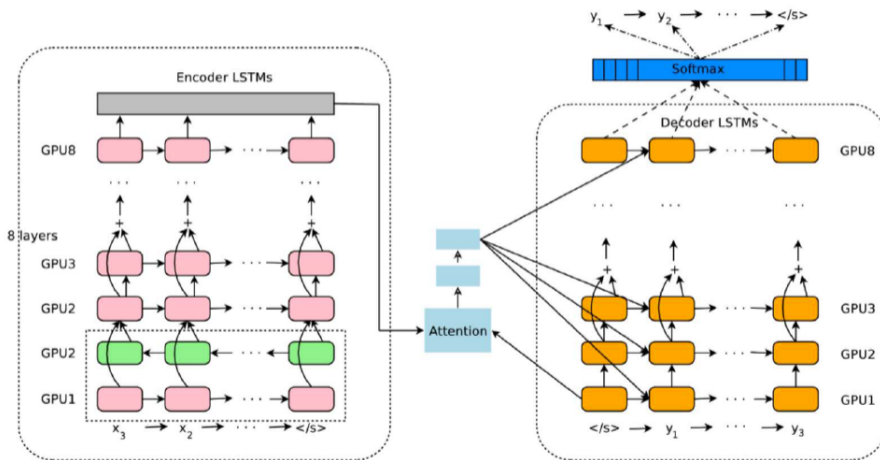 y1 y2 ... </s>
Softmax
Encoder LSTMs
Decoder LSTMs
GPU8
GPU8
...
...
8 layers
+ + +
+ + +
GPU3
GPU3
GPU2
Attention
GPU2
GPU2
GPU1
GPU1
x3 x2 ... </s>
</s> y1 ... y3